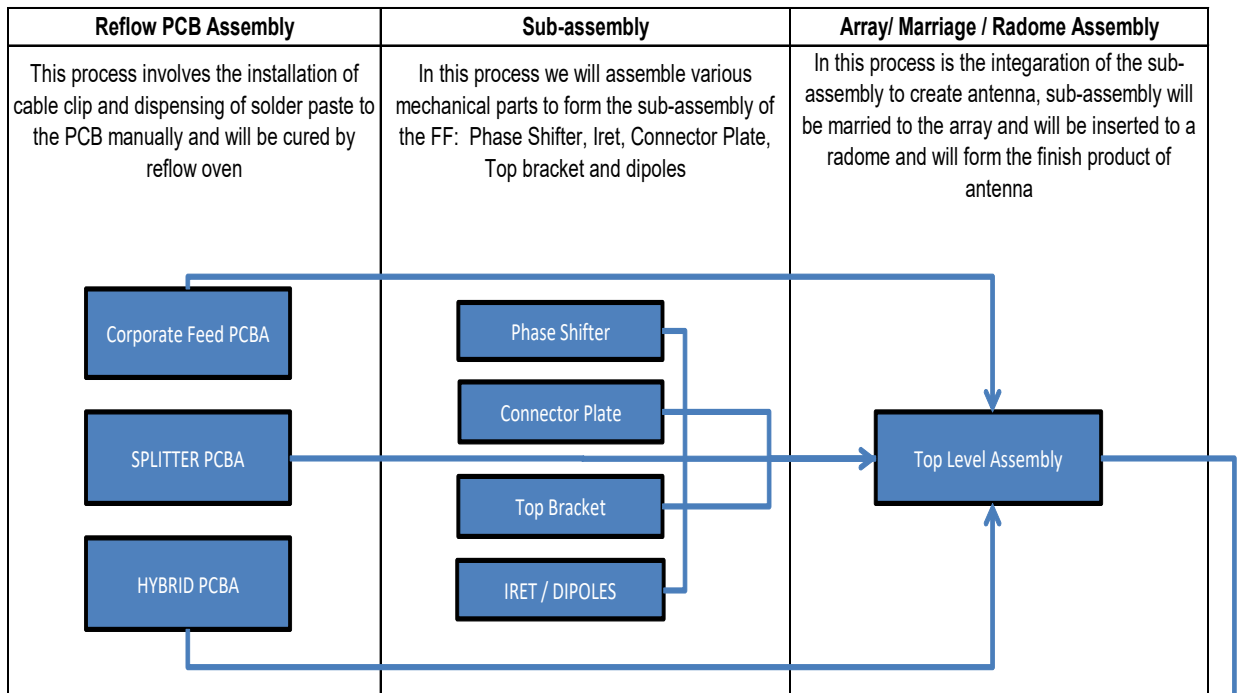 Reflow PCB Assembly
Sub-assembly
Array/ Marriage / Radome Assembly
This process involves the installation of
cable clip and dispensing of solder paste to
the PCB manually and will be cured by
reflow oven
In this process we will assemble various
mechanical parts to form the sub-assembly of
the FF:  Phase Shifter, Iret, Connector Plate,
Top bracket and dipoles
In this process is the integaration of the sub-
assembly to create antenna, sub-assembly will
be married to the array and will be inserted to a
radome and will form the finish product of
antenna
Corporate Feed PCBA
SPLITTER PCBA
HYBRID PCBA
Phase Shifter
Connector Plate
Top Bracket
IRET / DIPOLES
Top Level Assembly